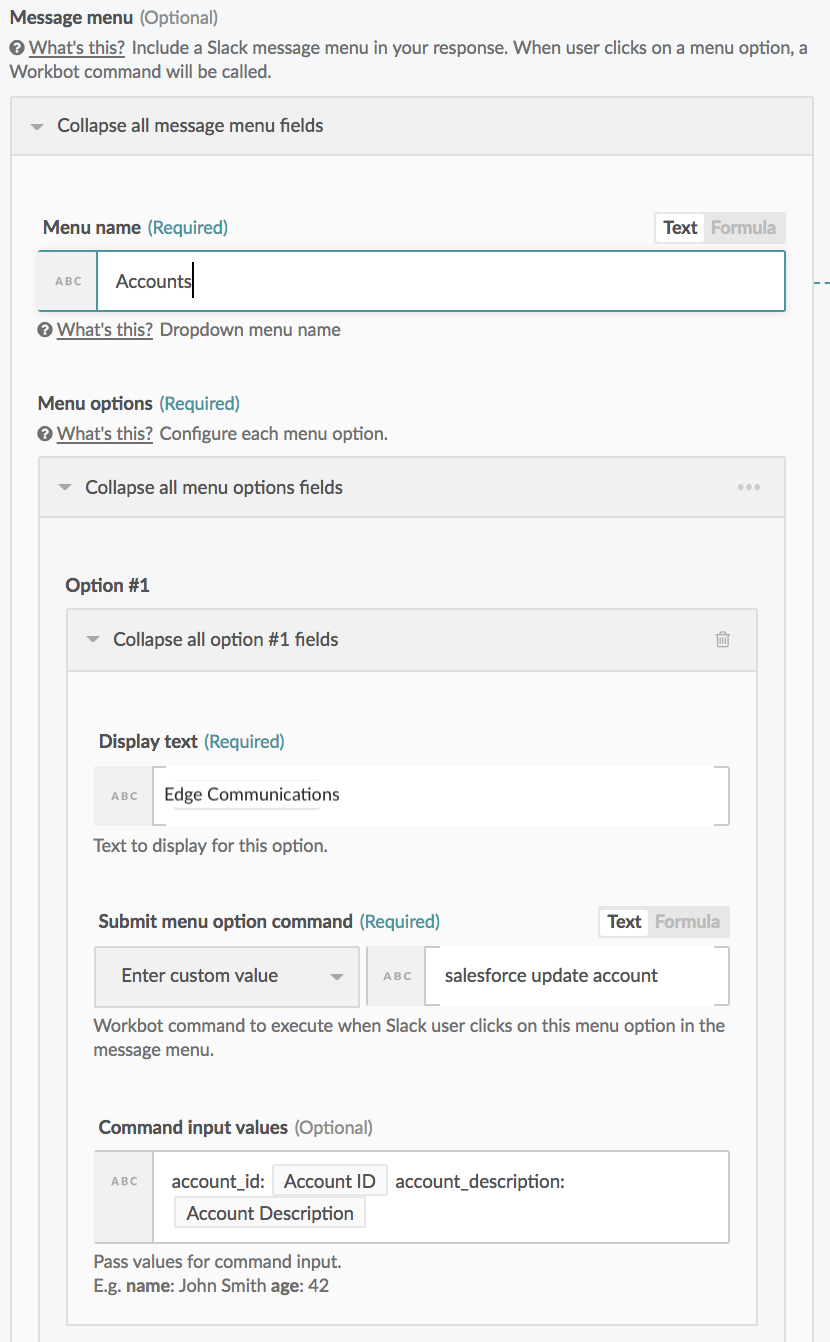 Message menu (Optional)
What's this? Include a Slack message menu in your response. When user clicks on a menu option, a
Workbot command will be called.
Collapse all message menu fields
Menu name (Required)
Text Formula
ABC Accounts
What's this? Dropdown menu name
Menu options (Required)
What's this? Configure each menu option.
Collapse all menu options fields
Option #1
Collapse all option #1 fields
Display text (Required)
ABC Edge Communications
Text to display for this option.
Submit menu option command (Required)
Text Formula
Enter custom value ABC salesforce update account
Workbot command to execute when Slack user clicks on this menu option in the
message menu.
Command input values (Optional)
ABC account_id: Account ID account_description:
Account Description
Pass values for command input.
E.g. name: John Smith age: 42